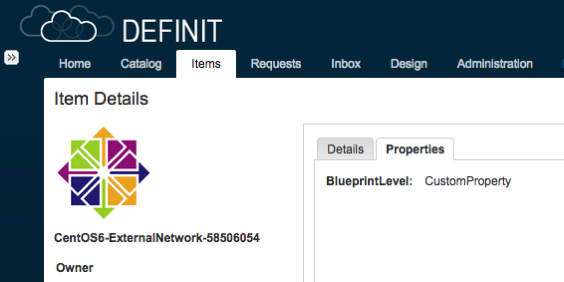 DEFINIT
Home Catalog Items Requests Inbox Design Administration
Item Details
Details Properties
BlueprintLevel: CustomProperty
CentOS6-ExternalNetwork-58506054
Owner